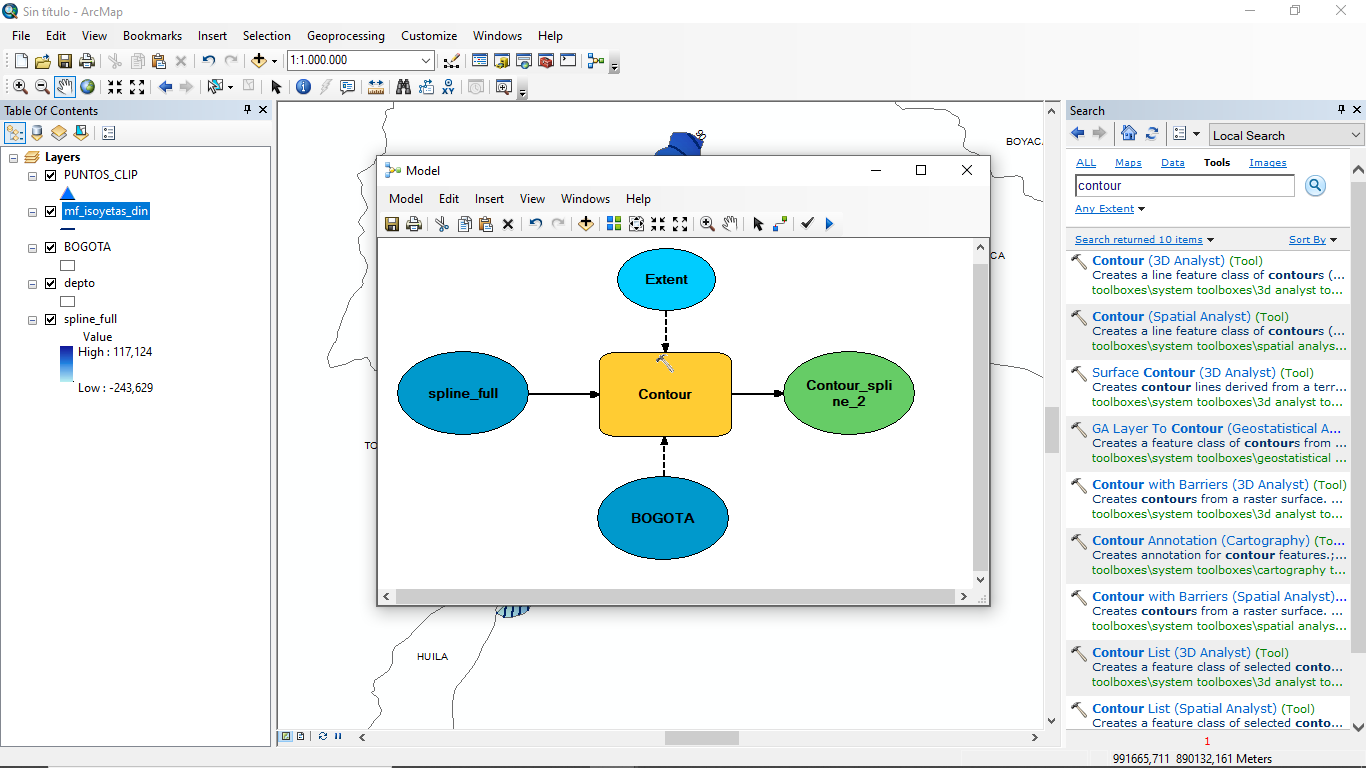 Sin título - ArcMap
File Edit View Bookmarks Insert Selection Geoprocessing Customize Windows Help
1:1.000.000
Table Of Contents
Layers
PUNTOS_CLIP
mf_isoyetas_din
BOGOTA
depto
spline_full
Value
High : 117,124
Low : -243,629
BOYAC
CA
TO
HUILA
Model
Model Edit Insert View Windows Help
Extent
spline_full
Contour
Contour_spli
ne_2
BOGOTA
Search
Local Search
ALL Maps Data Tools Images
contour
Any Extent
Search returned 10 items Sort By
Contour (3D Analyst) (Tool)
Creates a line feature class of contours (...
toolboxes\system toolboxes\3d analyst to...
Contour (Spatial Analyst) (Tool)
Creates a line feature class of contours (...
toolboxes\system toolboxes\spatial analys...
Surface Contour (3D Analyst) (Tool)
Creates contour lines derived from a terr...
toolboxes\system toolboxes\3d analyst to...
GA Layer To Contour (Geostatistical A...
Creates a feature class of contours from ...
toolboxes\system toolboxes\geostatistical ...
Contour with Barriers (3D Analyst) (Tool)
Creates contours from a raster surface. ...
toolboxes\system toolboxes\3d analyst to...
Contour Annotation (Cartography) (To...
Creates annotation for contour features.;...
toolboxes\system toolboxes\cartography t...
Contour with Barriers (Spatial Analyst)...
Creates contours from a raster surface. ...
toolboxes\system toolboxes\spatial analys...
Contour List (3D Analyst) (Tool)
Creates a feature class of selected conto...
toolboxes\system toolboxes\3d analyst to...
Contour List (Spatial Analyst) (Tool)
Creates a feature class of selected conto...
1
991665,711 890132,161 Meters